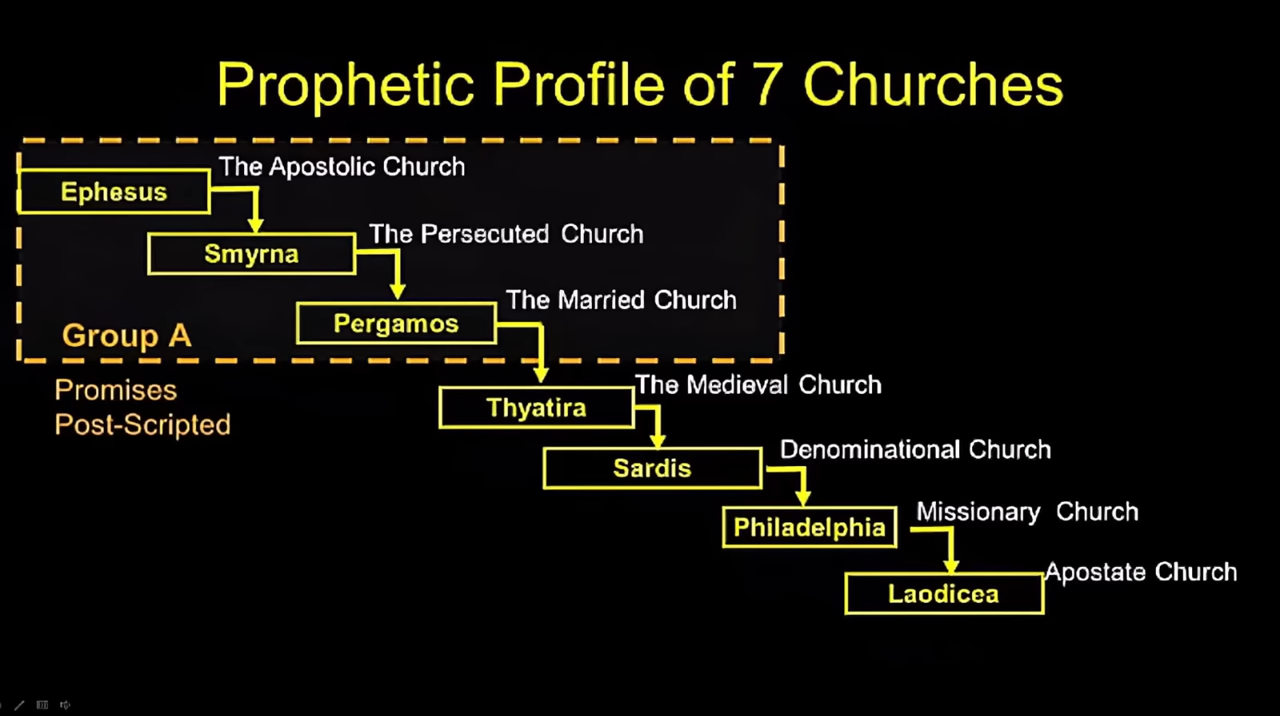 Prophetic Profile of 7 Churches
The Apostolic Church
Ephesus
The Persecuted Church
Smyrna
The Married Church
Pergamos
Group A
Promises
Post-Scripted
The Medieval Church
Thyatira
Denominational Church
Sardis
Missionary Church
Philadelphia
Apostate Church
Laodicea